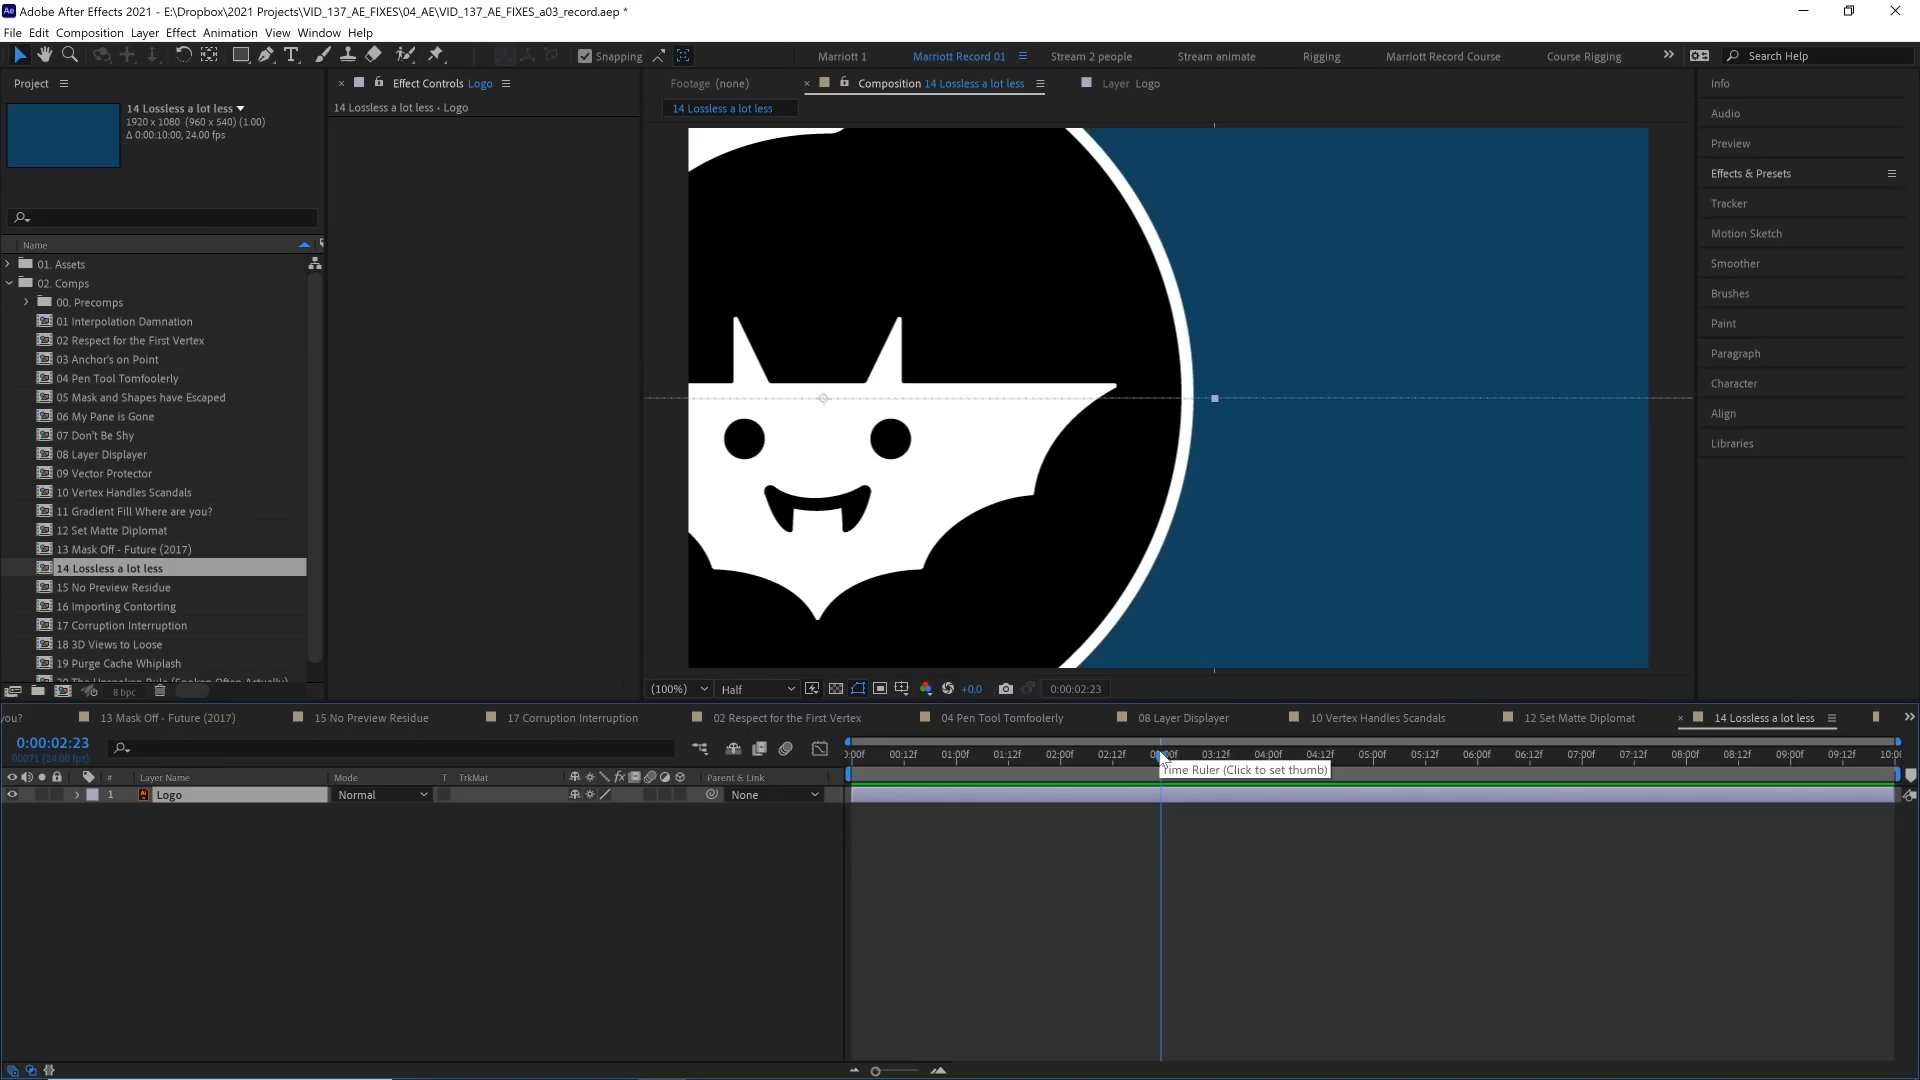 Adobe After Effects 2021 - E:\Dropbox\2021 Projects\VID_137_AE_FIXES\04_AE\VID_137_AE_FIXES_a03_record.aep *
File Edit Composition Layer Effect Animation View Window Help
Snapping
Marriott 1
Marriott Record 01
Stream 2 people
Stream animate
Rigging
Marriott Record Course
Course Rigging
Search Help
Project
Effect Controls Logo
Footage (none)
Composition 14 Lossless a lot less
Layer Logo
14 Lossless a lot less
1920 x 1080 (960 x 540) (1.00)
Δ 0:00:10:00, 24.00 fps
14 Lossless a lot less • Logo
14 Lossless a lot less
Name
01. Assets
02. Comps
00. Precomps
01 Interpolation Damnation
02 Respect for the First Vertex
03 Anchor's on Point
04 Pen Tool Tomfoolerly
05 Mask and Shapes have Escaped
06 My Pane is Gone
07 Don't Be Shy
08 Layer Displayer
09 Vector Protector
10 Vertex Handles Scandals
11 Gradient Fill Where are you?
12 Set Matte Diplomat
13 Mask Off - Future (2017)
14 Lossless a lot less
15 No Preview Residue
16 Importing Contorting
17 Corruption Interruption
18 3D Views to Loose
19 Purge Cache Whiplash
8 bpc
Info
Audio
Preview
Effects & Presets
Tracker
Motion Sketch
Smoother
Brushes
Paint
Paragraph
Character
Align
Libraries
(100%)
Half
+0.0
0:00:02:23
you?
13 Mask Off - Future (2017)
15 No Preview Residue
17 Corruption Interruption
02 Respect for the First Vertex
04 Pen Tool Tomfoolerly
08 Layer Displayer
10 Vertex Handles Scandals
12 Set Matte Diplomat
14 Lossless a lot less
0:00:02:23
00071 (24.00 fps)
00:12f 01:00f 01:12f 02:00f 02:12f 03:12f 04:00f 04:12f 05:00f 05:12f 06:00f 06:12f 07:00f 07:12f 08:00f 08:12f 09:00f 09:12f
Time Ruler (Click to set thumb)
# Layer Name Mode T TrkMat fx Parent & Link
1 Logo Normal None